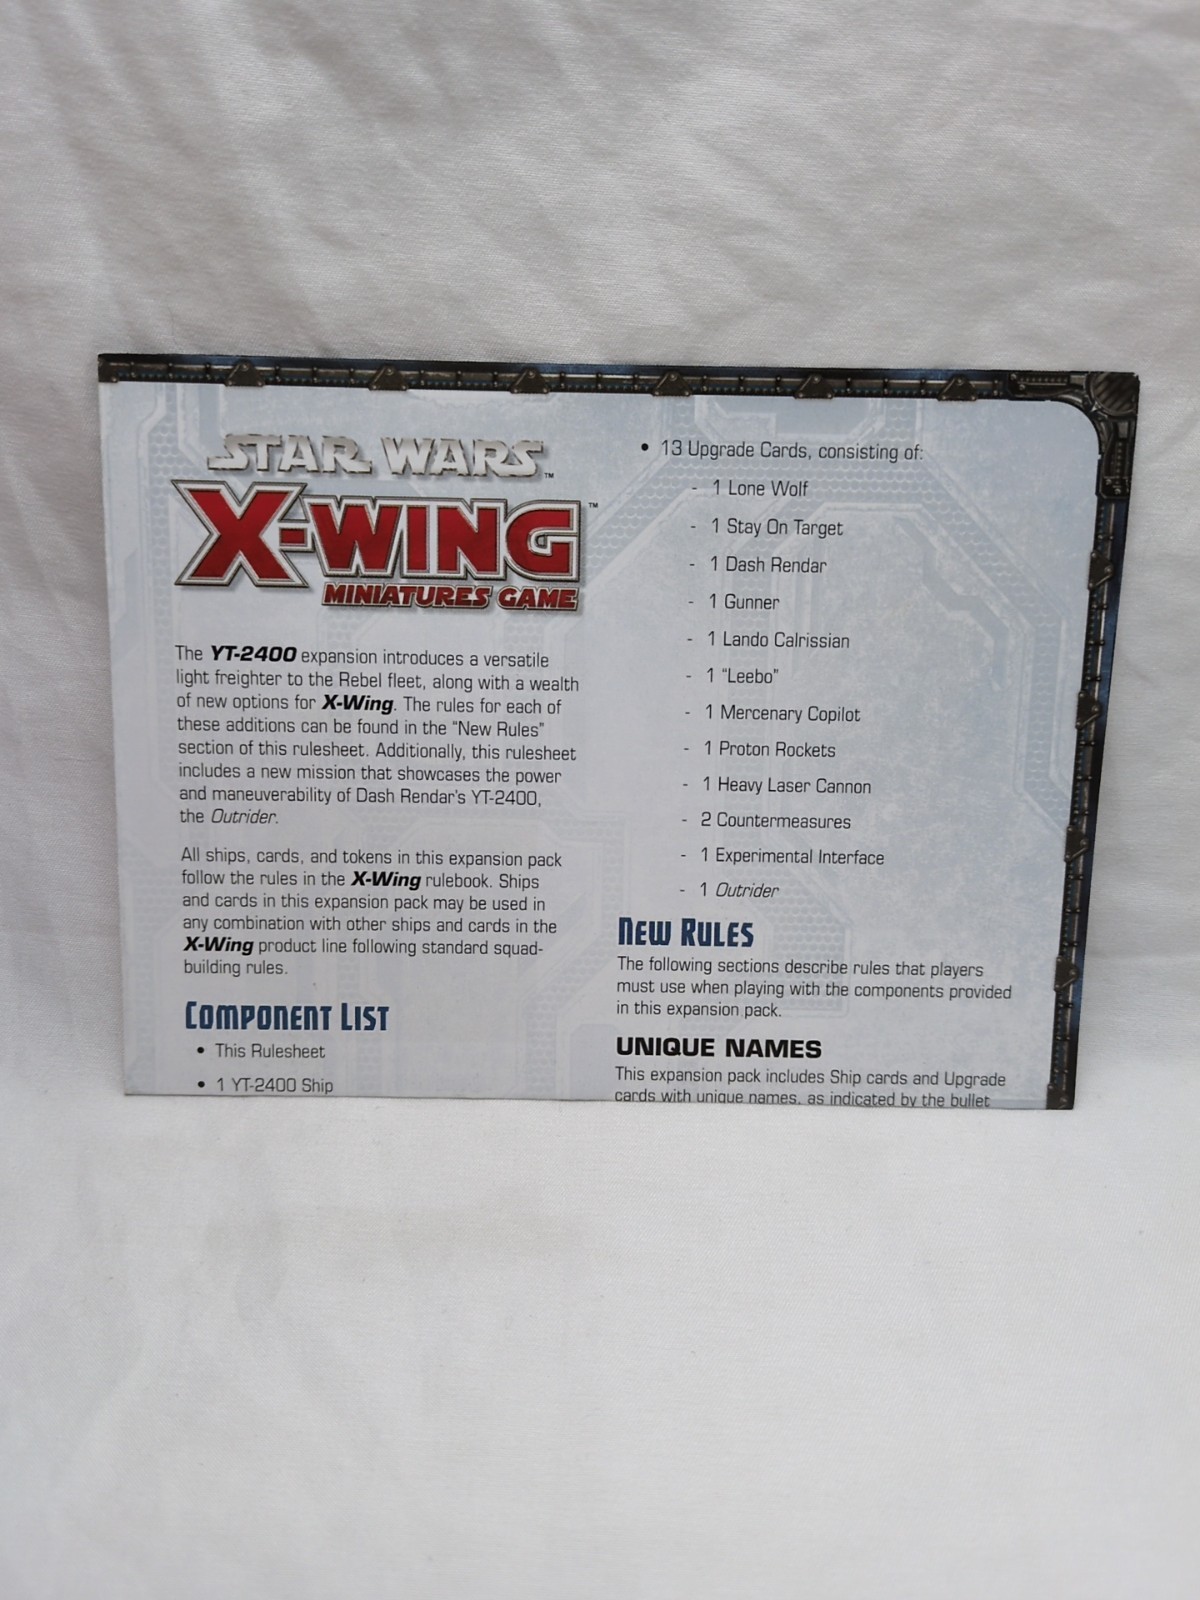 STAR WARS™
X-WING™
MINIATURES GAME
The YT-2400 expansion introduces a versatile
light freighter to the Rebel fleet, along with a wealth
of new options for X-Wing. The rules for each of
these additions can be found in the “New Rules”
section of this rulesheet. Additionally, this rulesheet
includes a new mission that showcases the power
and maneuverability of Dash Rendar's YT-2400,
the Outrider.
All ships, cards, and tokens in this expansion pack
follow the rules in the X-Wing rulebook. Ships
and cards in this expansion pack may be used in
any combination with other ships and cards in the
X-Wing product line following standard squad-
building rules.
COMPONENT LIST
• This Rulesheet
• 1 YT-2400 Ship
• 13 Upgrade Cards, consisting of:
- 1 Lone Wolf
- 1 Stay On Target
- 1 Dash Rendar
- 1 Gunner
- 1 Lando Calrissian
- 1 “Leebo”
- 1 Mercenary Copilot
- 1 Proton Rockets
- 1 Heavy Laser Cannon
- 2 Countermeasures
- 1 Experimental Interface
- 1 Outrider
NEW RULES
The following sections describe rules that players
must use when playing with the components provided
in this expansion pack.
UNIQUE NAMES
This expansion pack includes Ship cards and Upgrade
cards with unique names, as indicated by the bullet